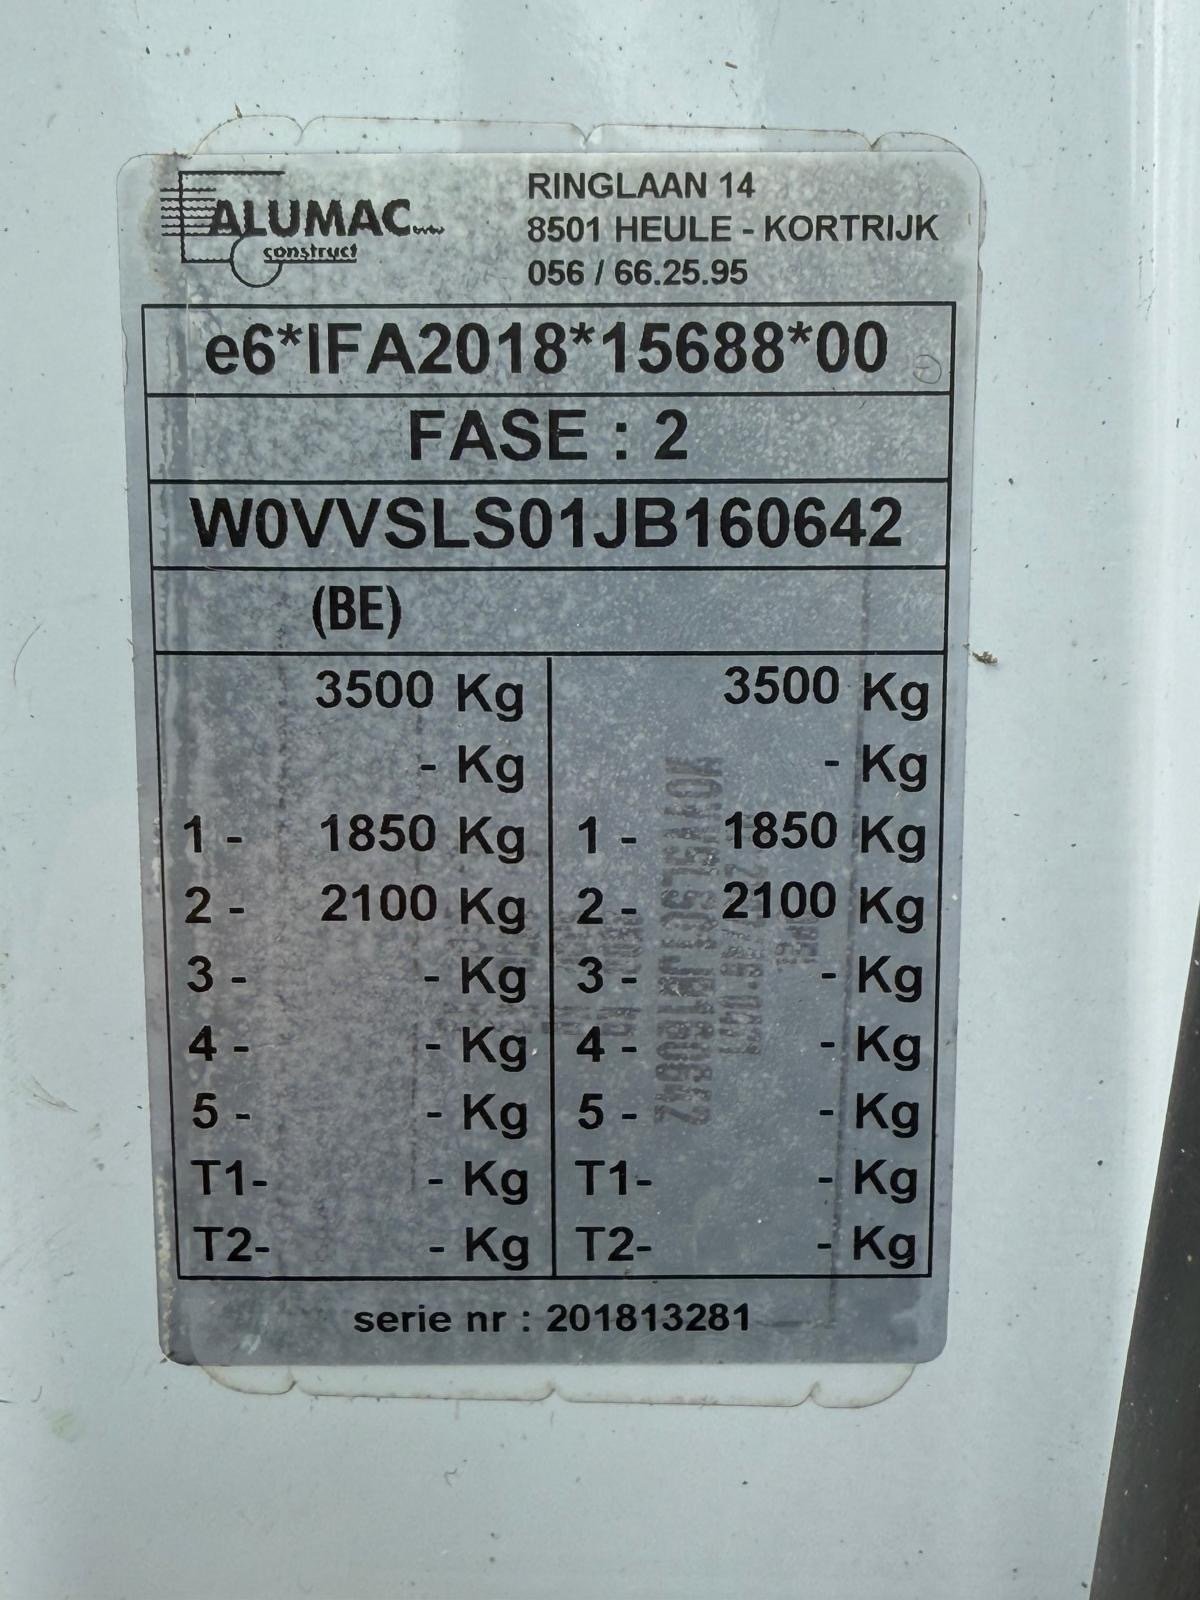 ALUMAC
construct
RINGLAAN 14
8501 HEULE - KORTRIJK
056 / 66.25.95
e6*IFA2018*15688*00
FASE : 2
W0VVSLS01JB160642
(BE)
3500 Kg 3500 Kg
- Kg - Kg
1 - 1850 Kg 1 - 1850 Kg
2 - 2100 Kg 2 - 2100 Kg
3 - - Kg 3 - - Kg
4 - - Kg 4 - - Kg
5 - - Kg 5 - - Kg
T1- - Kg T1- - Kg
T2- - Kg T2- - Kg
serie nr : 201813281